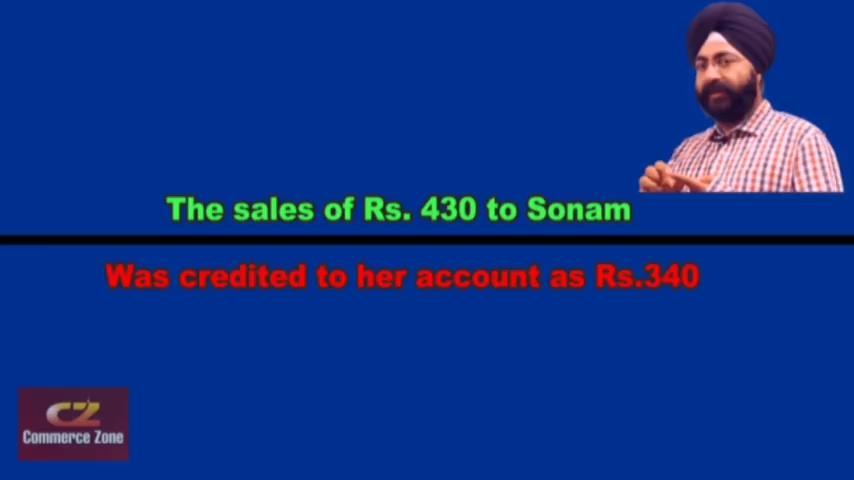 The sales of Rs. 430 to Sonam
Was credited to her account as Rs.340
CZ
Commerce Zone